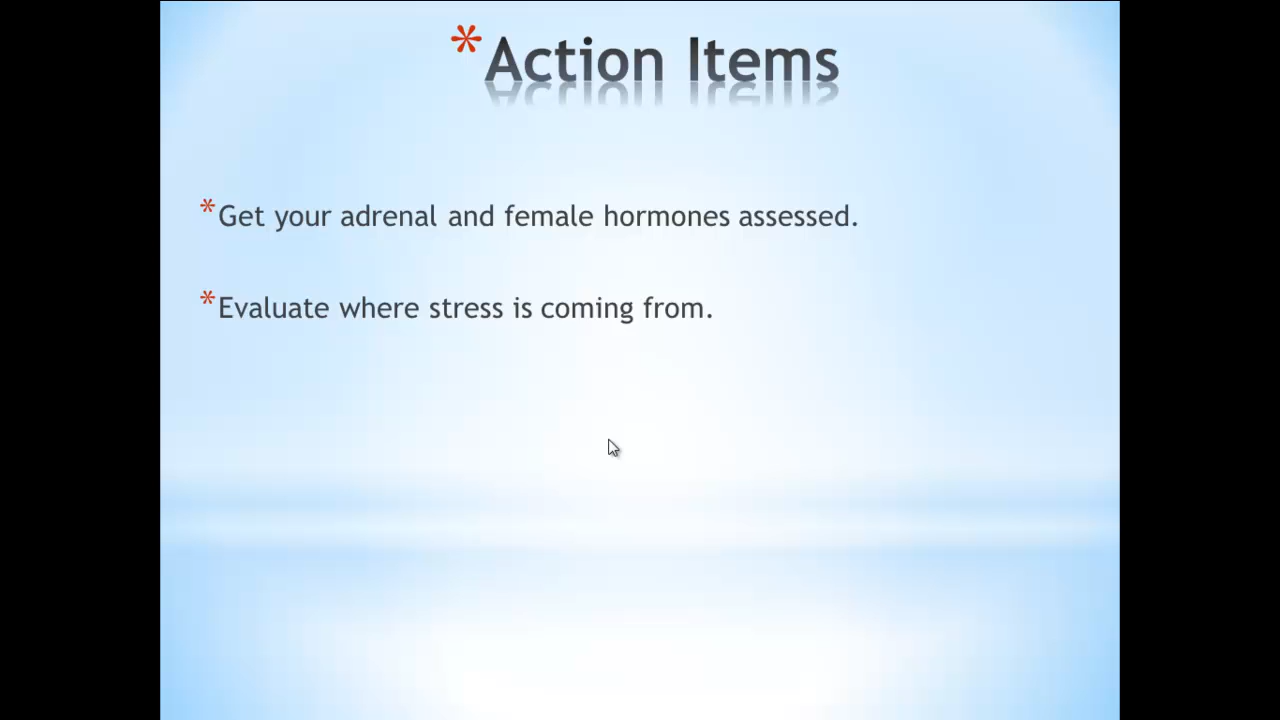 *Action Items
*Get your adrenal and female hormones assessed.
*Evaluate where stress is coming from.